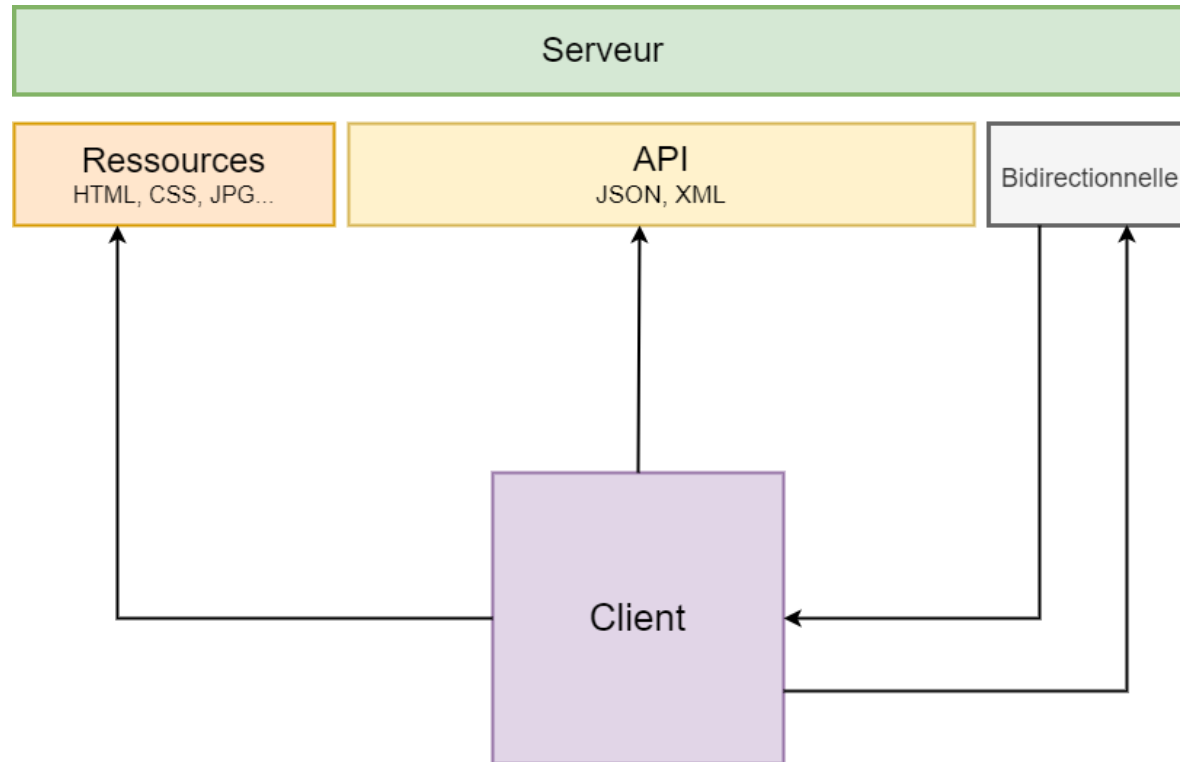 Serveur
Ressources
HTML, CSS, JPG...
API
JSON, XML
Bidirectionnelle
Client